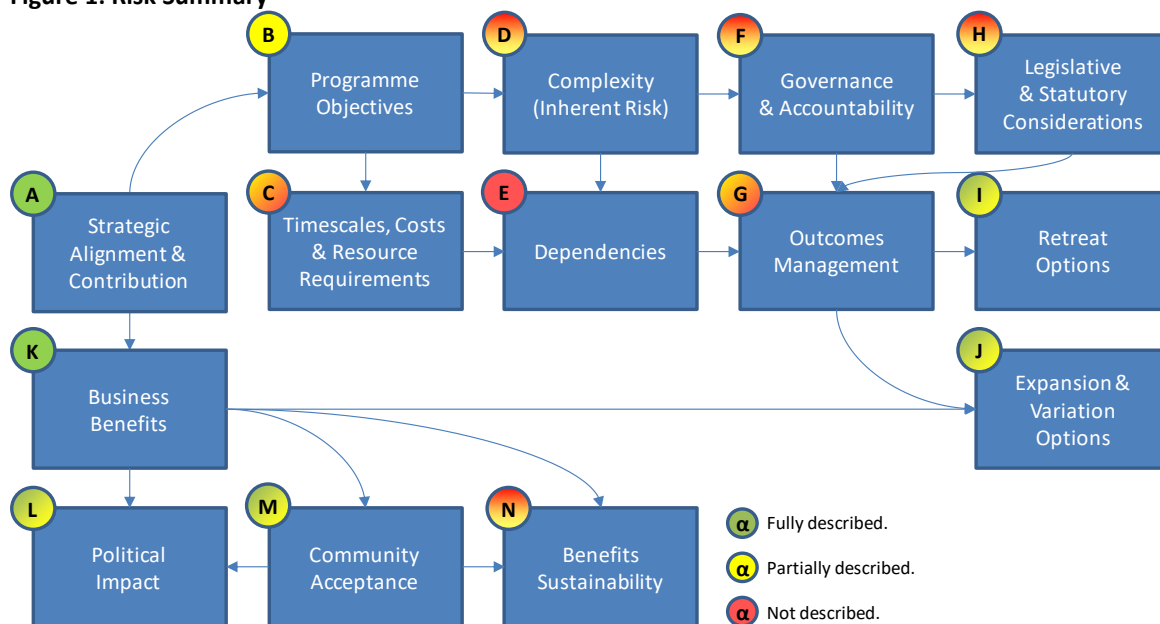 Figure 1: Risk Summary
B
Programme
Objectives
D
Complexity
(Inherent Risk)
F
Governance
& Accountability
H
Legislative
& Statutory
Considerations
A
Strategic
Alignment &
Contribution
C
Timescales, Costs
& Resource
Requirements
E
Dependencies
G
Outcomes
Management
I
Retreat
Options
K
Business
Benefits
J
Expansion &
Variation
Options
L
Political
Impact
M
Community
Acceptance
N
Benefits
Sustainability
α Fully described.
α Partially described.
α Not described.